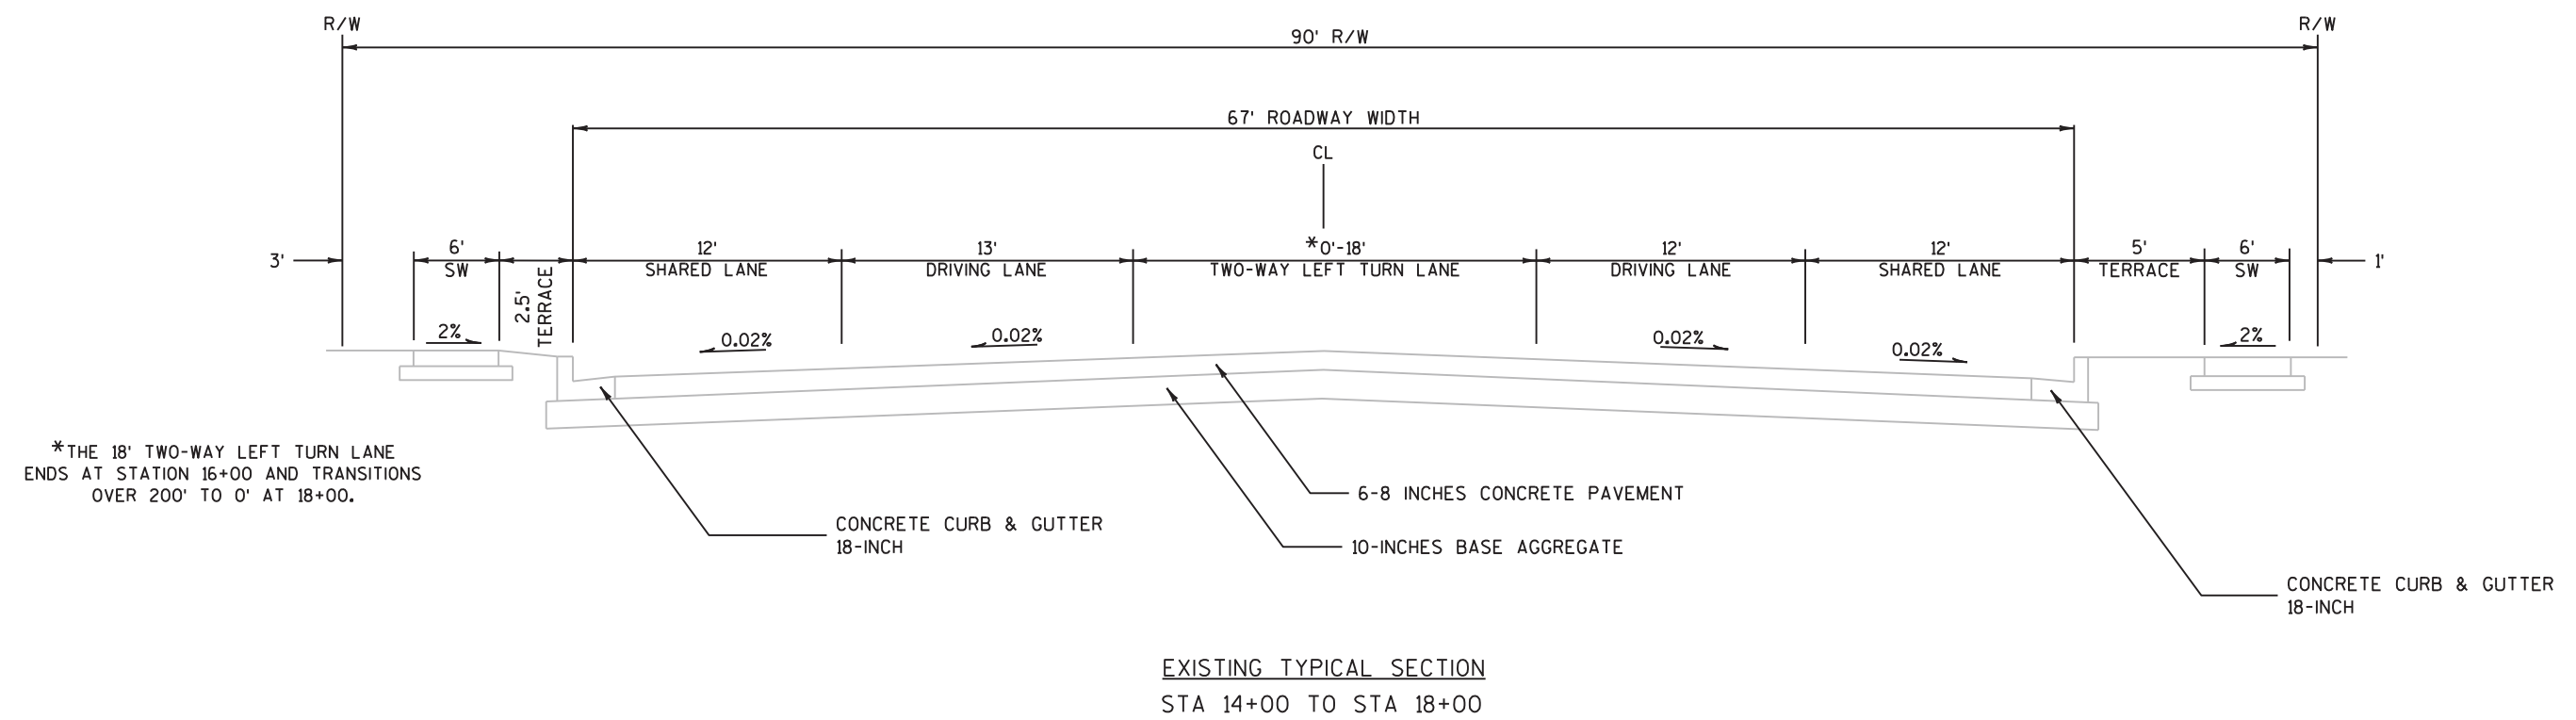 R/W
R/W
90' R/W
67' ROADWAY WIDTH
CL
3'
6'
SW
2.5'
TERRACE
12'
SHARED LANE
13'
DRIVING LANE
*0'-18'
TWO-WAY LEFT TURN LANE
12'
DRIVING LANE
12'
SHARED LANE
5'
TERRACE
6'
SW
1'
2%
0.02%
0.02%
0.02%
0.02%
2%
*THE 18' TWO-WAY LEFT TURN LANE
ENDS AT STATION 16+00 AND TRANSITIONS
OVER 200' TO 0' AT 18+00.
6-8 INCHES CONCRETE PAVEMENT
CONCRETE CURB & GUTTER
18-INCH
10-INCHES BASE AGGREGATE
CONCRETE CURB & GUTTER
18-INCH
EXISTING TYPICAL SECTION
STA 14+00 TO STA 18+00